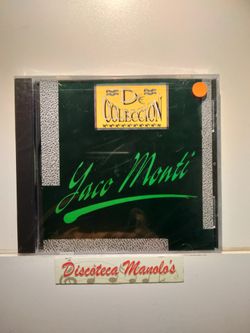 De
COLECCION
Yaco Monti
Discoteca Manolo's